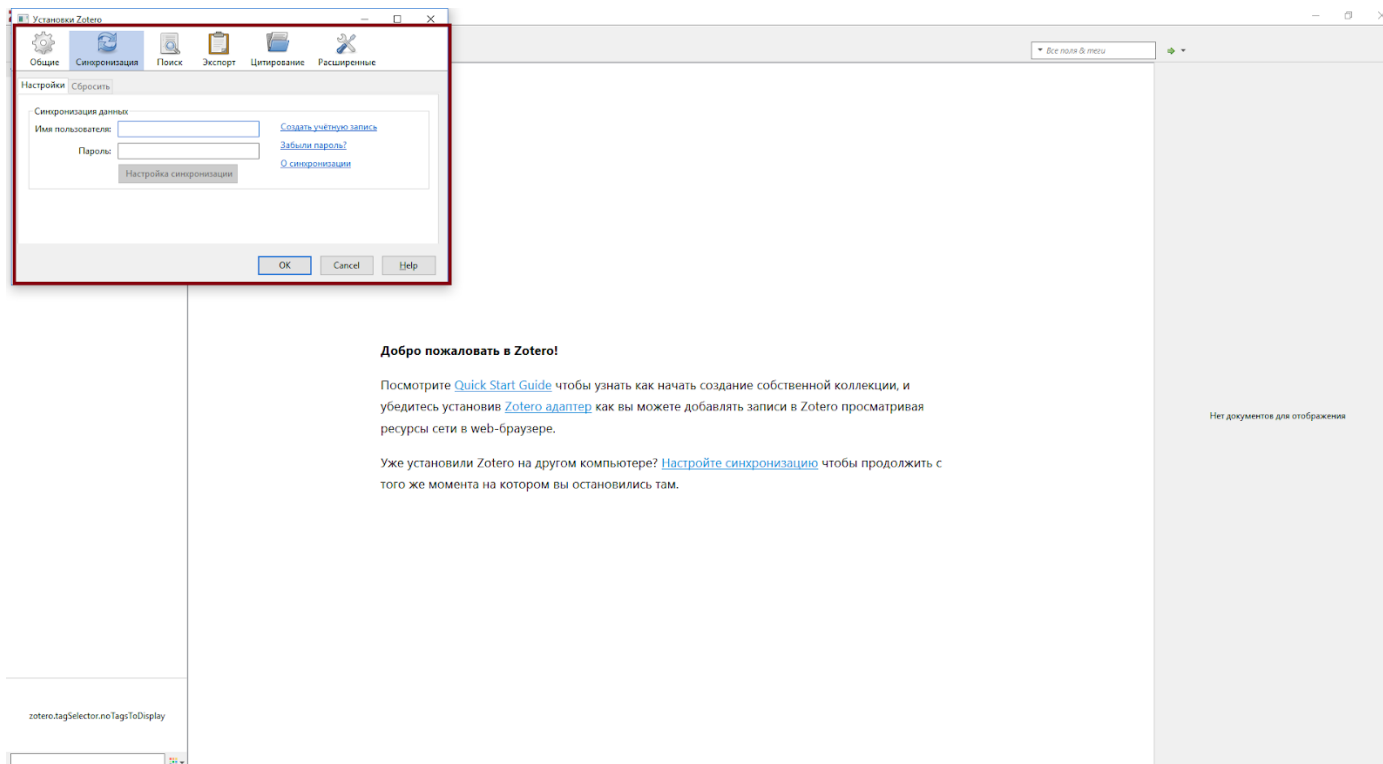 Установки Zotero
Общие Синхронизация Поиск Экспорт Цитирование Расширенные
Настройки Сбросить
Синхронизация данных
Имя пользователя:
Создать учётную запись
Забыли пароль?
Пароль:
О синхронизации
Настройка синхронизации
OK Cancel Help
Все поля & теги
Добро пожаловать в Zotero!
Посмотрите Quick Start Guide чтобы узнать как начать создание собственной коллекции, и
убедитесь установив Zotero адаптер как вы можете добавлять записи в Zotero просматривая
ресурсы сети в web-браузере.
Уже установили Zotero на другом компьютере? Настройте синхронизацию чтобы продолжить с
того же момента на котором вы остановились там.
Нет документов для отображения
zotero.tagSelector.noTagsToDisplay